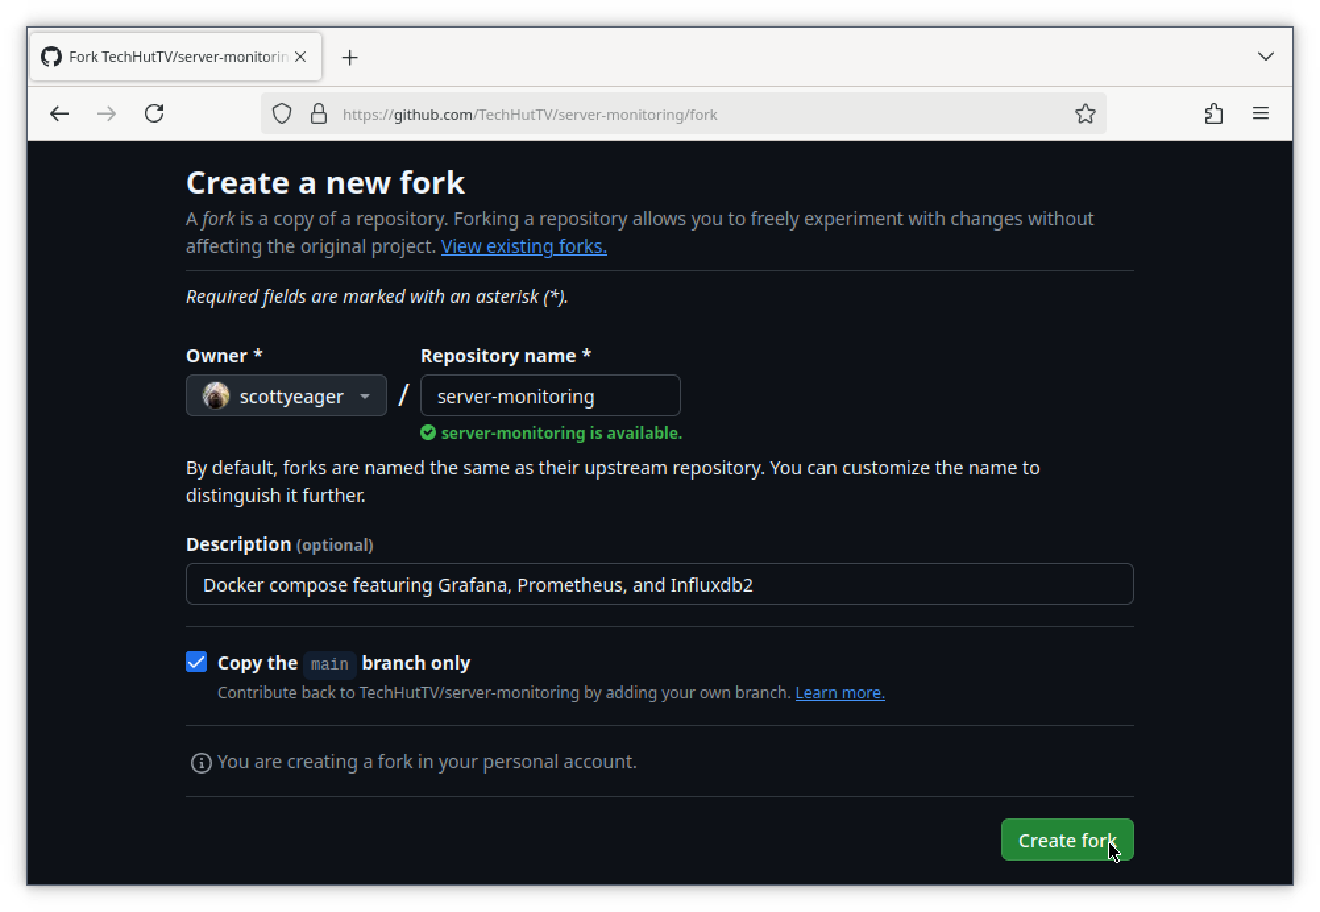 Fork TechHutTV/server-monitorin
https://github.com/TechHutTV/server-monitoring/fork
Create a new fork
A fork is a copy of a repository. Forking a repository allows you to freely experiment with changes without
affecting the original project. View existing forks.
Required fields are marked with an asterisk (*).
Owner * Repository name *
scottyeager / server-monitoring
server-monitoring is available.
By default, forks are named the same as their upstream repository. You can customize the name to
distinguish it further.
Description (optional)
Docker compose featuring Grafana, Prometheus, and Influxdb2
Copy the main branch only
Contribute back to TechHutTV/server-monitoring by adding your own branch. Learn more.
You are creating a fork in your personal account.
Create fork